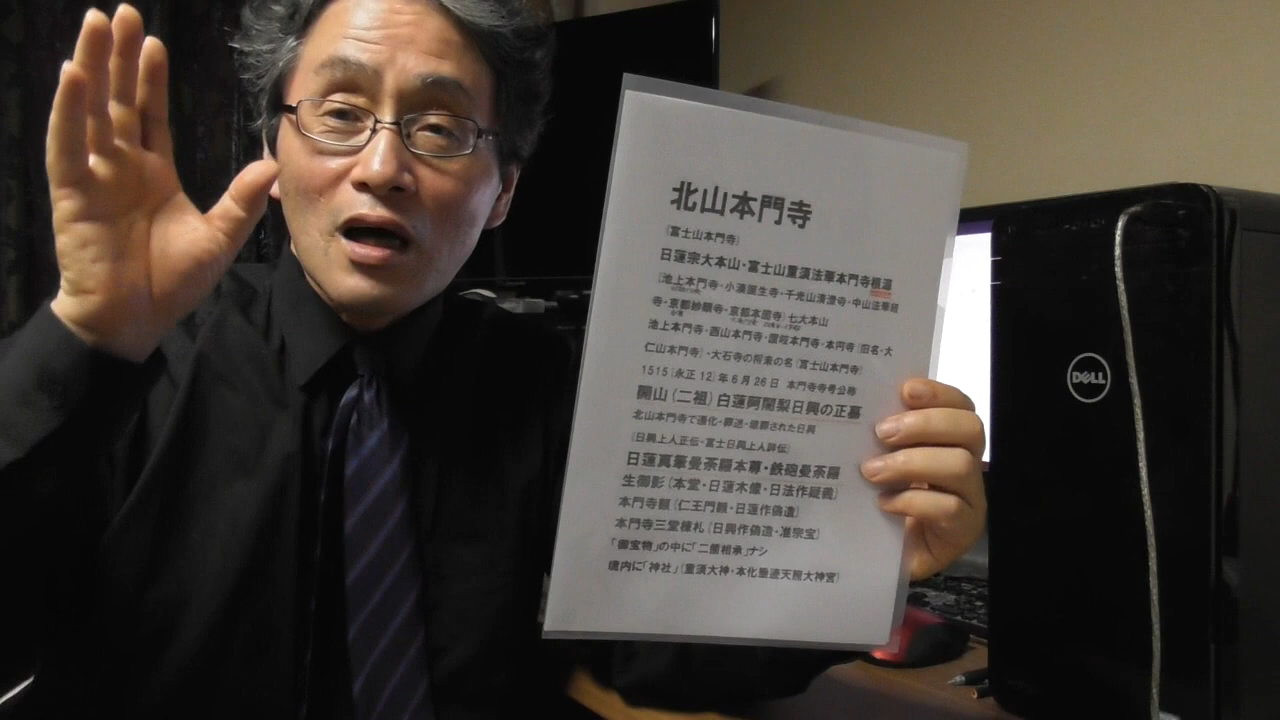 北山本門寺
(富士山本門寺)
日蓮宗大本山・富士山重須法華本門寺根源
(池上本門寺・小湊誕生寺・千光山清澄寺・中山法華経
寺・京都妙顕寺・京都本圀寺)七大本山
池上本門寺・西山本門寺・讃岐本門寺・本門寺(旧名・大
仁山本門寺)・大石寺の将来の名(富士山本門寺)
1515(永正12)年6月26日 本門寺寺号公称
開山(二祖)白蓮阿闍梨日興の正墓
北山本門寺で遷化・葬送・埋葬された日興
(日興上人正伝・富士日興上人詳伝)
日蓮真筆曼荼羅本尊・鉄砲曼荼羅
生御影(本堂・日蓮木像・日法作疑義)
本門寺額(仁王門額・日蓮作偽造)
本門寺三堂棟札(日興作偽造・准宗宝)
「御宝物」の中に「二箇相承」ナシ
境内に「神社」(重須大神・本化垂迹天照大神宮)
DELL